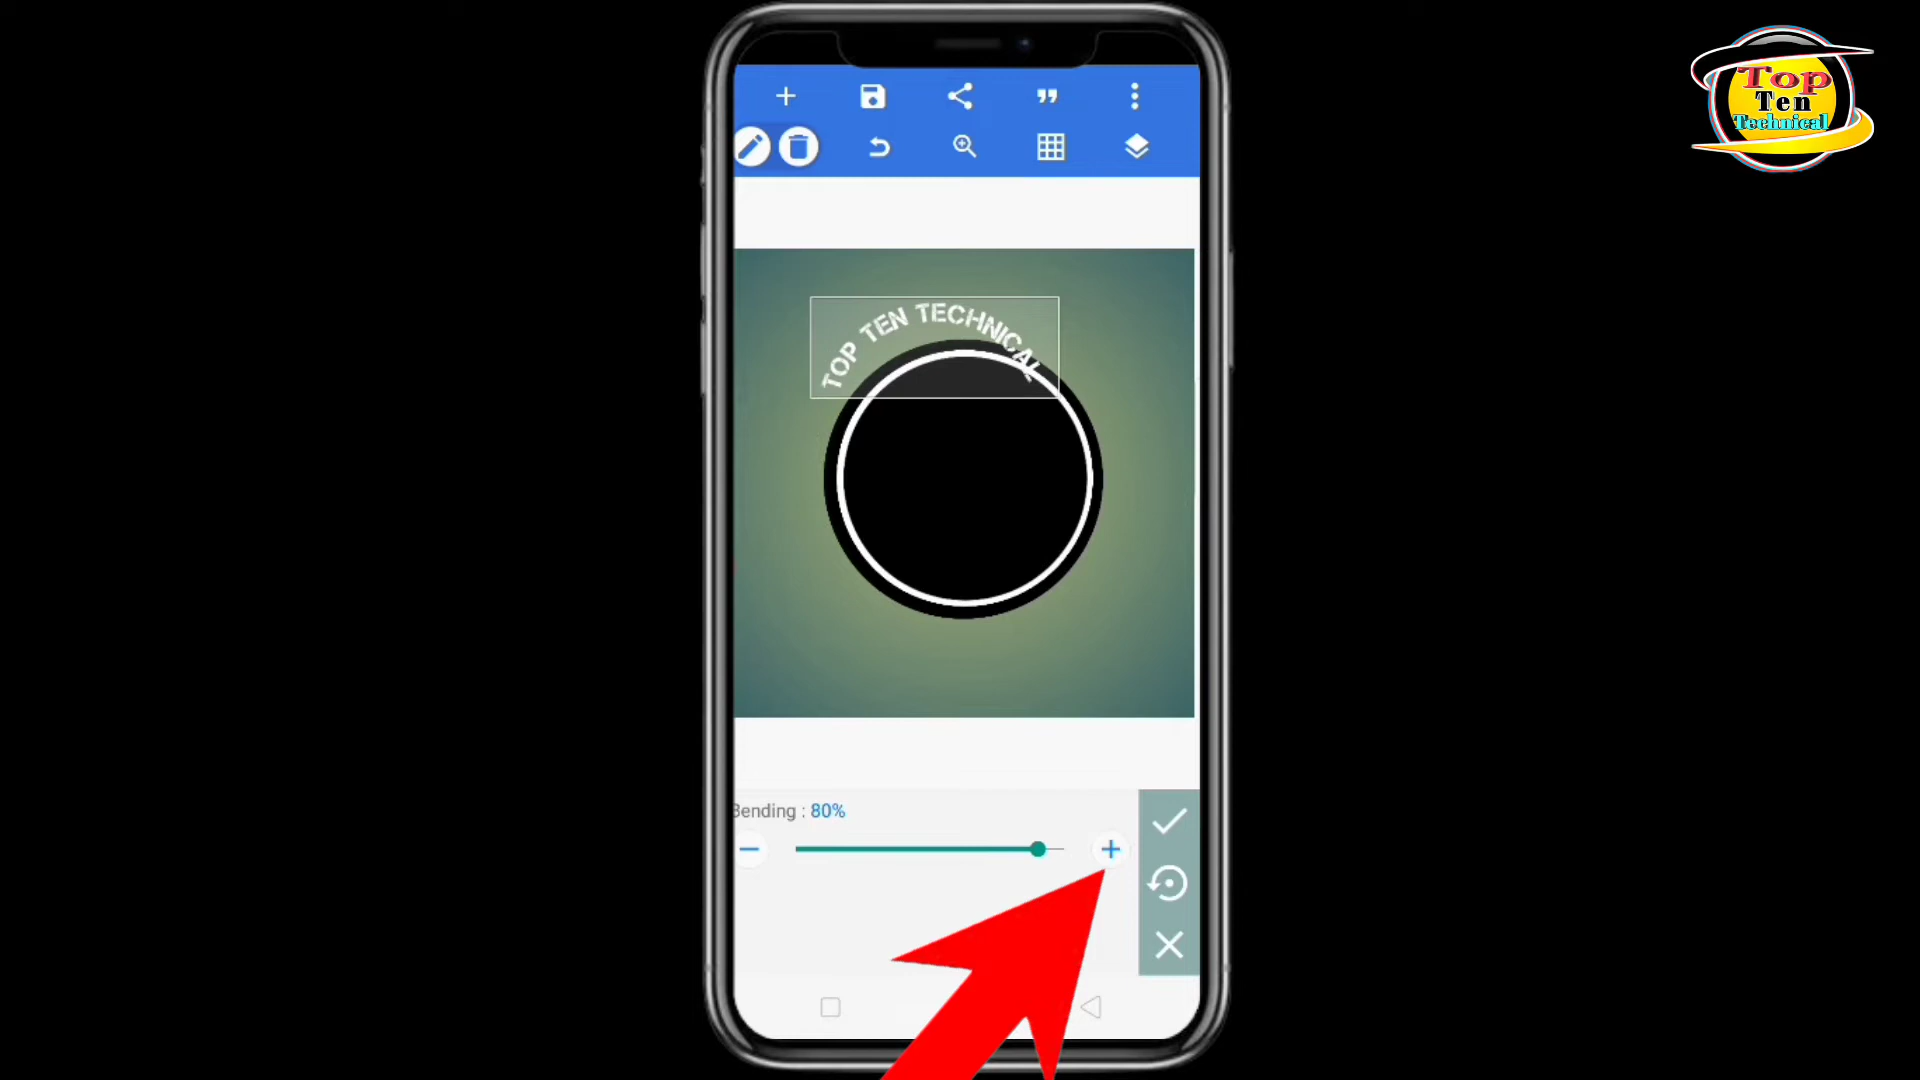 Top
Ten
Technical
TOP TEN TECHNICAL
Bending : 80%